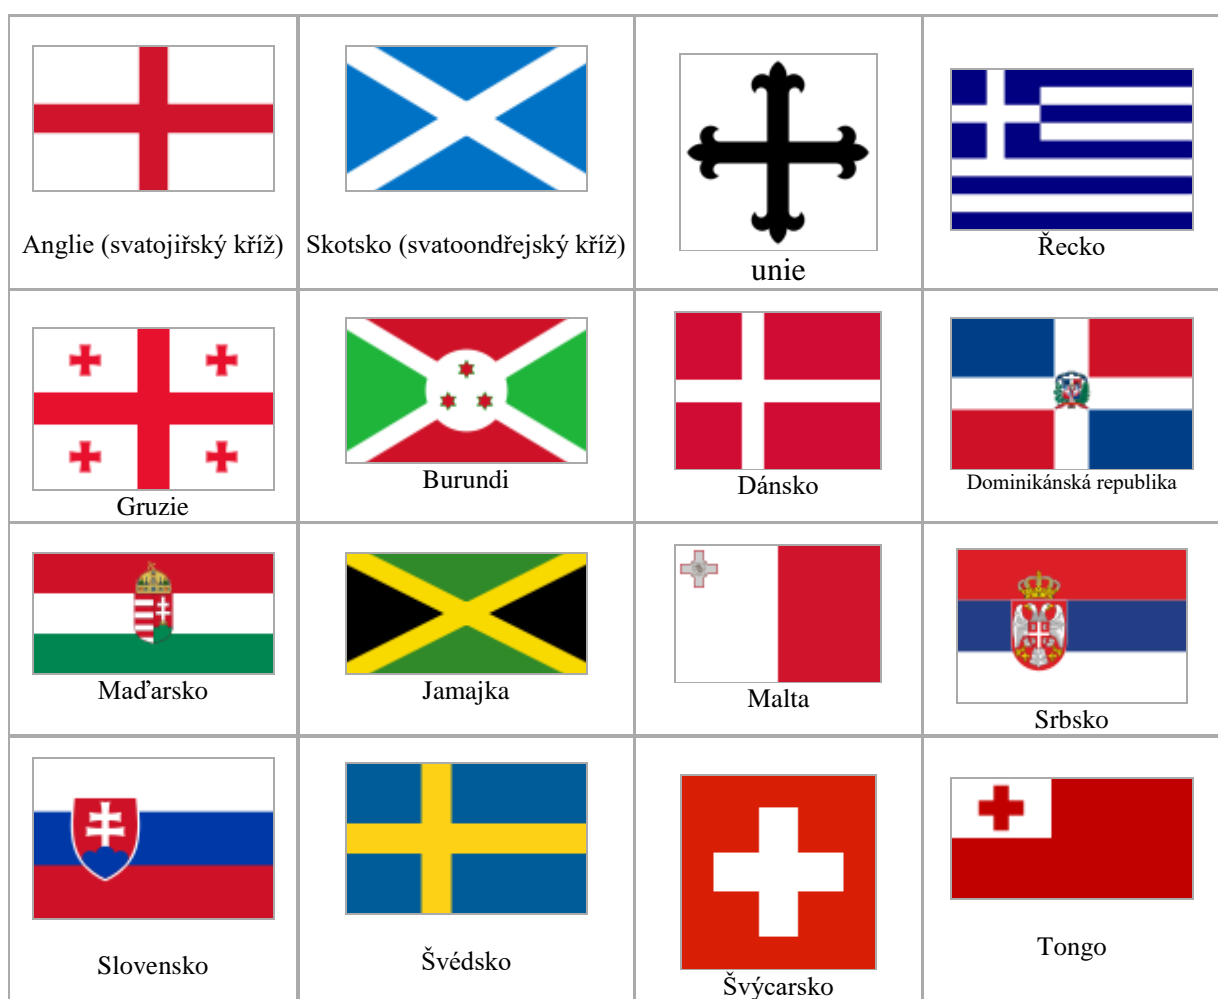 Anglie (svatojiřský kříž)
Skotsko (svatoondřejský kříž)
unie
Řecko
Gruzie
Burundi
Dánsko
Dominikánská republika
Maďarsko
Jamajka
Malta
Srbsko
Slovensko
Švédsko
Švýcarsko
Tongo